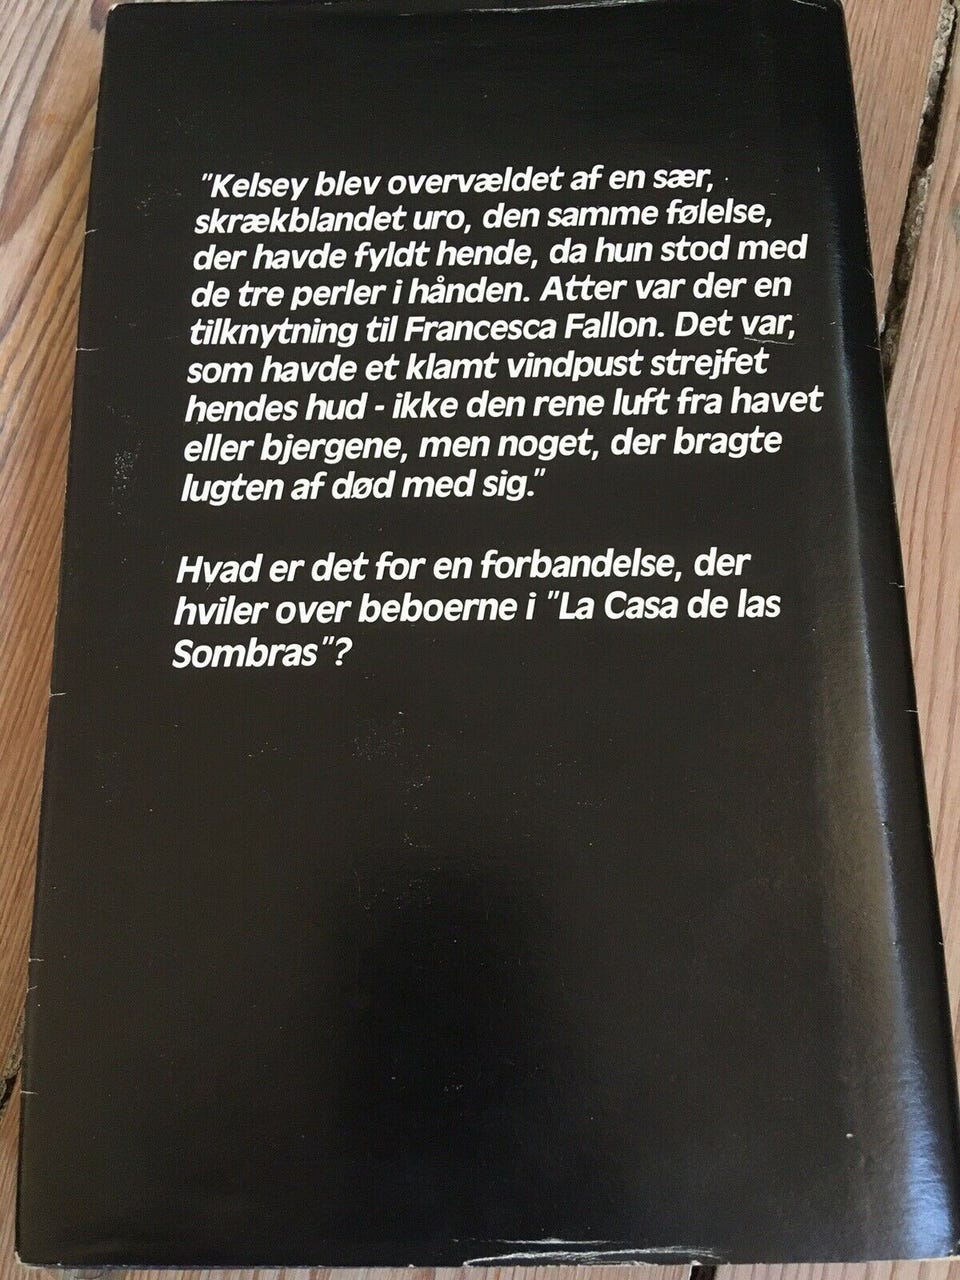 "Kelsey blev overvældet af en sær,
skrækblandet uro, den samme følelse,
der havde fyldt hende, da hun stod med
de tre perler i hånden. Atter var der en
tilknytning til Francesca Fallon. Det var,
som havde et klamt vindpust strejfet
hendes hud - ikke den rene luft fra havet
eller bjergene, men noget, der bragte
lugten af død med sig."
Hvad er det for en forbandelse, der
hviler over beboerne i "La Casa de las
Sombras"?